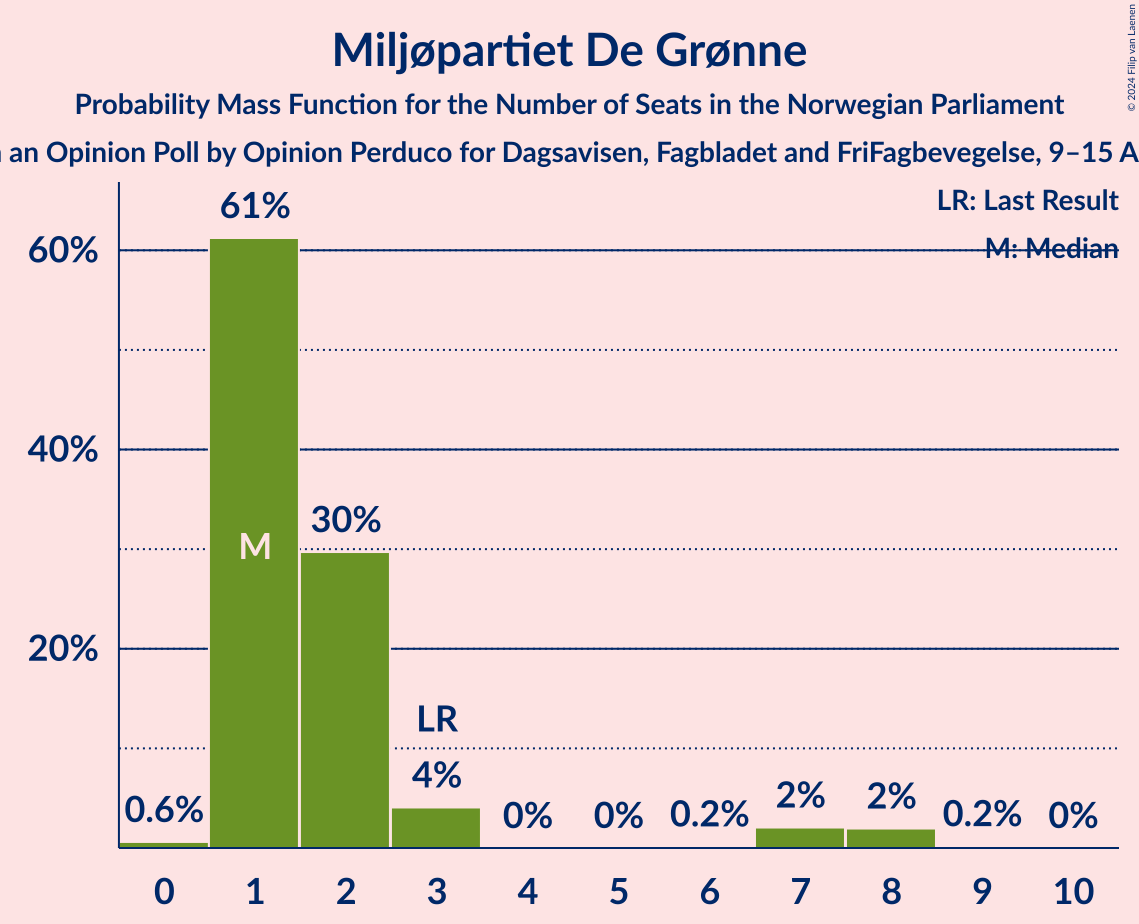 Miljøpartiet De Grønne
Probability Mass Function for the Number of Seats in the Norwegian Parliament
an Opinion Poll by Opinion Perduco for Dagsavisen, Fagbladet and FriFagbevegelse, 9–15 A
© 2024 Filip van Laenen
LR: Last Result
M: Median
60%
40%
20%
61%
M
30%
LR
4%
0.6%
0%
0%
0.2%
2%
2%
0.2%
0%
0 1 2 3 4 5 6 7 8 9 10